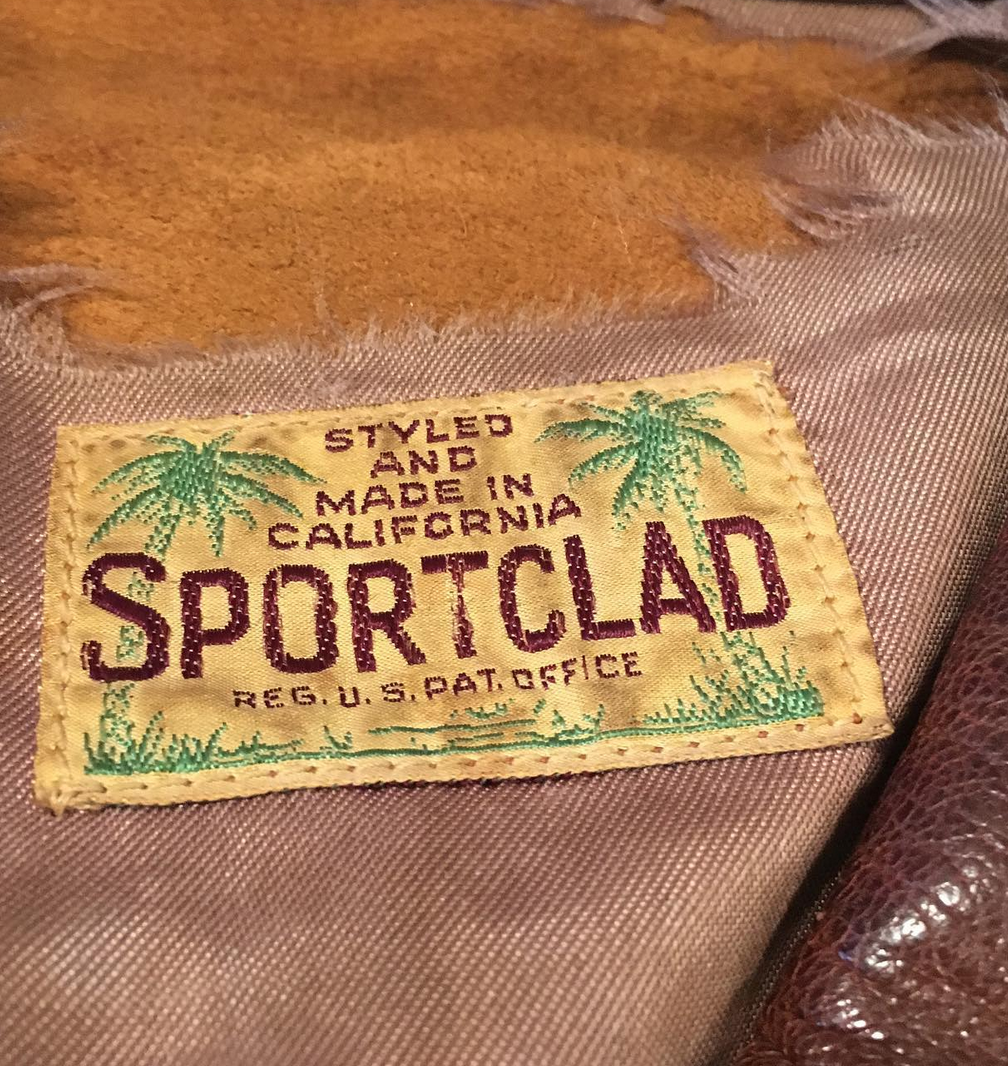 STYLED
AND
MADE IN
CALIFORNIA
SPORTCLAD
REG. U.S. PAT. OFFICE